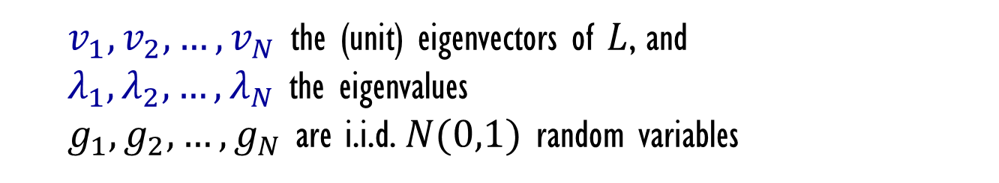 v₁, v₂, … , v_N the (unit) eigenvectors of L, and
λ₁, λ₂, … , λ_N the eigenvalues
g₁, g₂, … , g_N are i.i.d. N(0,1) random variables